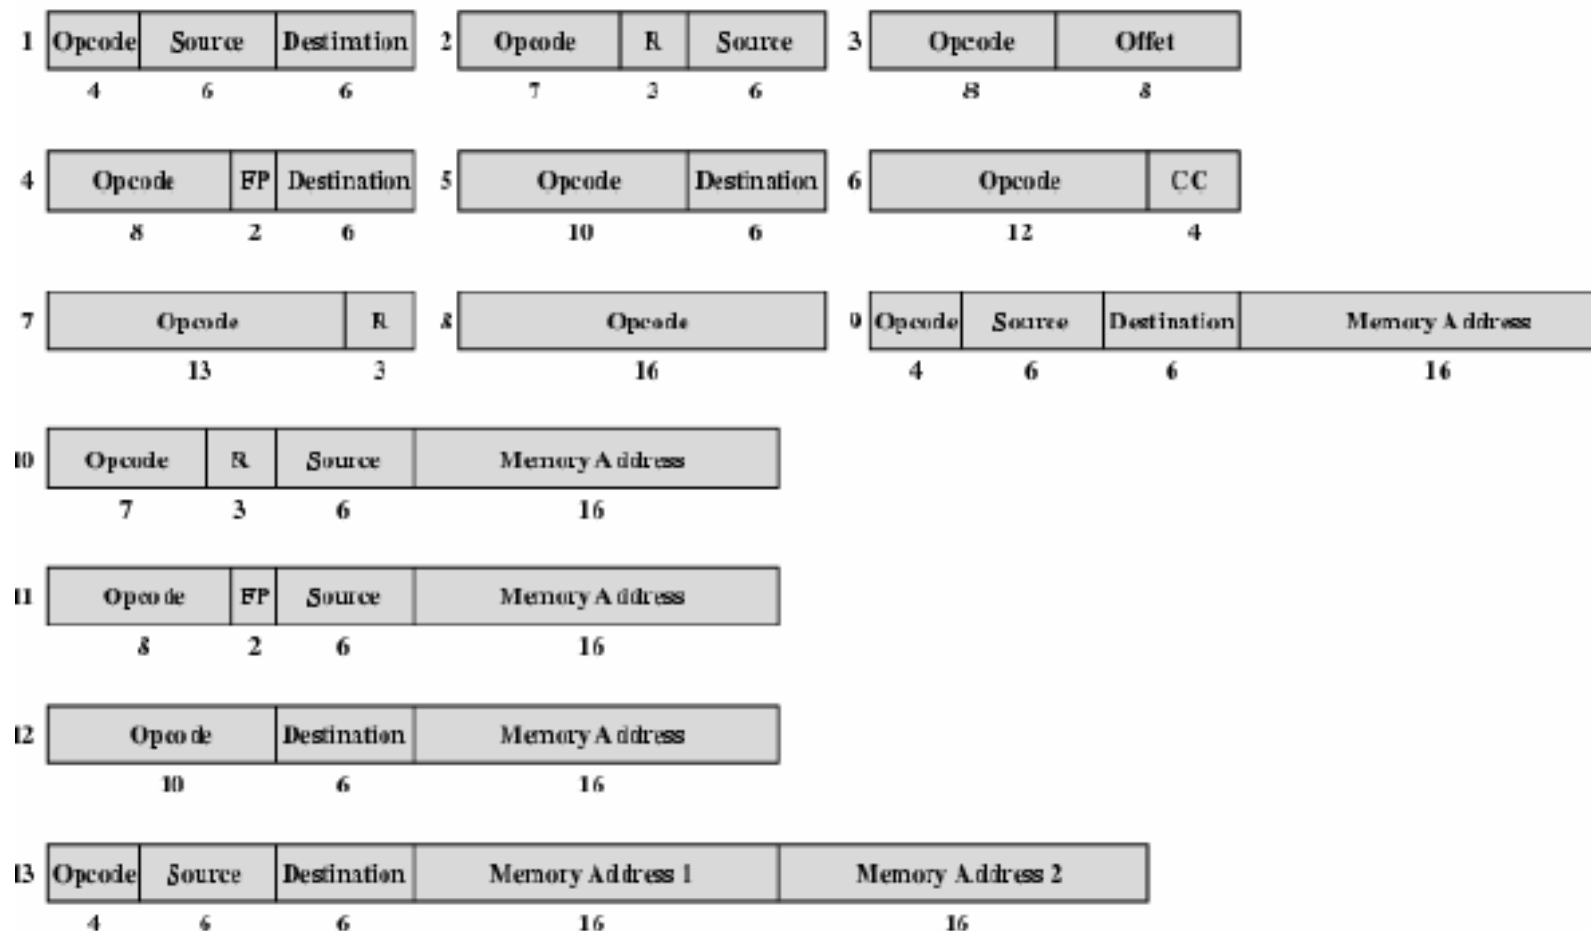 1 Opcode Source Destination 2 Opcode R Source 3 Opcode Offet
4 6 6 7 3 6 8 8
4 Opcode FP Destination 5 Opcode Destination 6 Opcode CC
8 2 6 10 6 12 4
7 Opcode R 8 Opcode 9 Opcode Source Destination Memory Address
13 3 16 4 6 6 16
10 Opcode R Source Memory Address
7 3 6 16
11 Opcode FP Source Memory Address
8 2 6 16
12 Opcode Destination Memory Address
10 6 16
13 Opcode Source Destination Memory Address 1 Memory Address 2
4 6 6 16 16